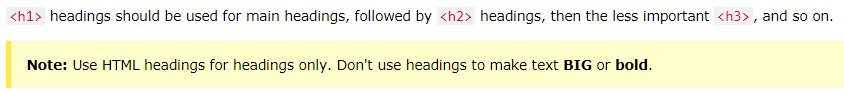 <h1> headings should be used for main headings, followed by <h2> headings, then the less important <h3>, and so on.
Note: Use HTML headings for headings only. Don't use headings to make text BIG or bold.